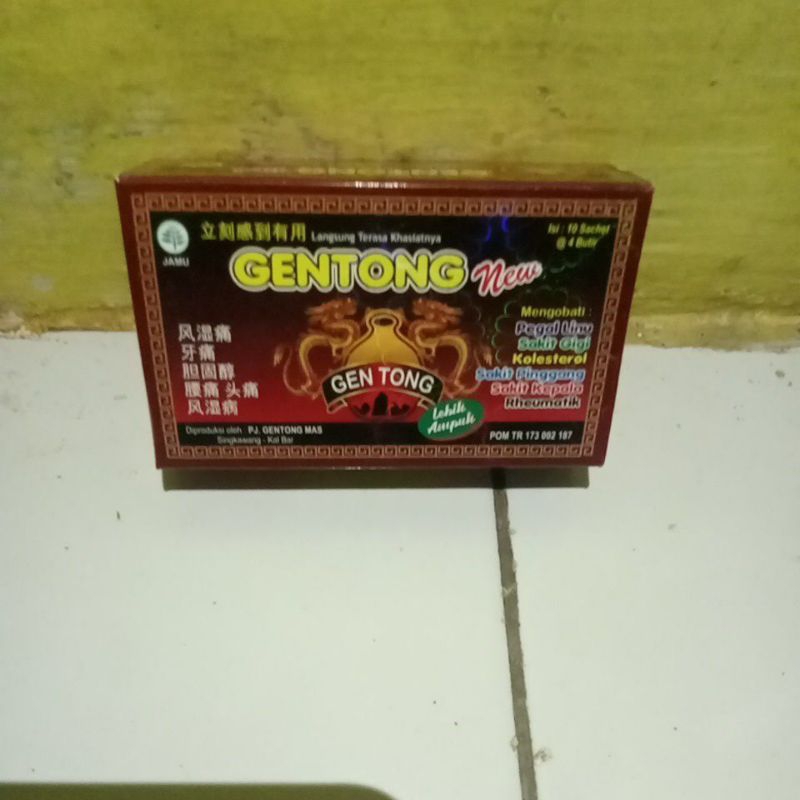 JAMU
立刻感到有用 Langsung Terasa Khasiatnya
Isi : 10 Sachet
@ 4 Butir
GENTONG New
风湿痛
牙痛
胆固醇
腰痛 头痛
风湿病
GEN TONG
Lebih
Ampuh
Mengobati :
Pegal Linu
Sakit Gigi
Kolesterol
Sakit Pinggang
Sakit Kepala
Rheumatik
Diproduksi oleh PJ. GENTONG MAS
Singkawang - Kal Bar
POM TR 173 002 187